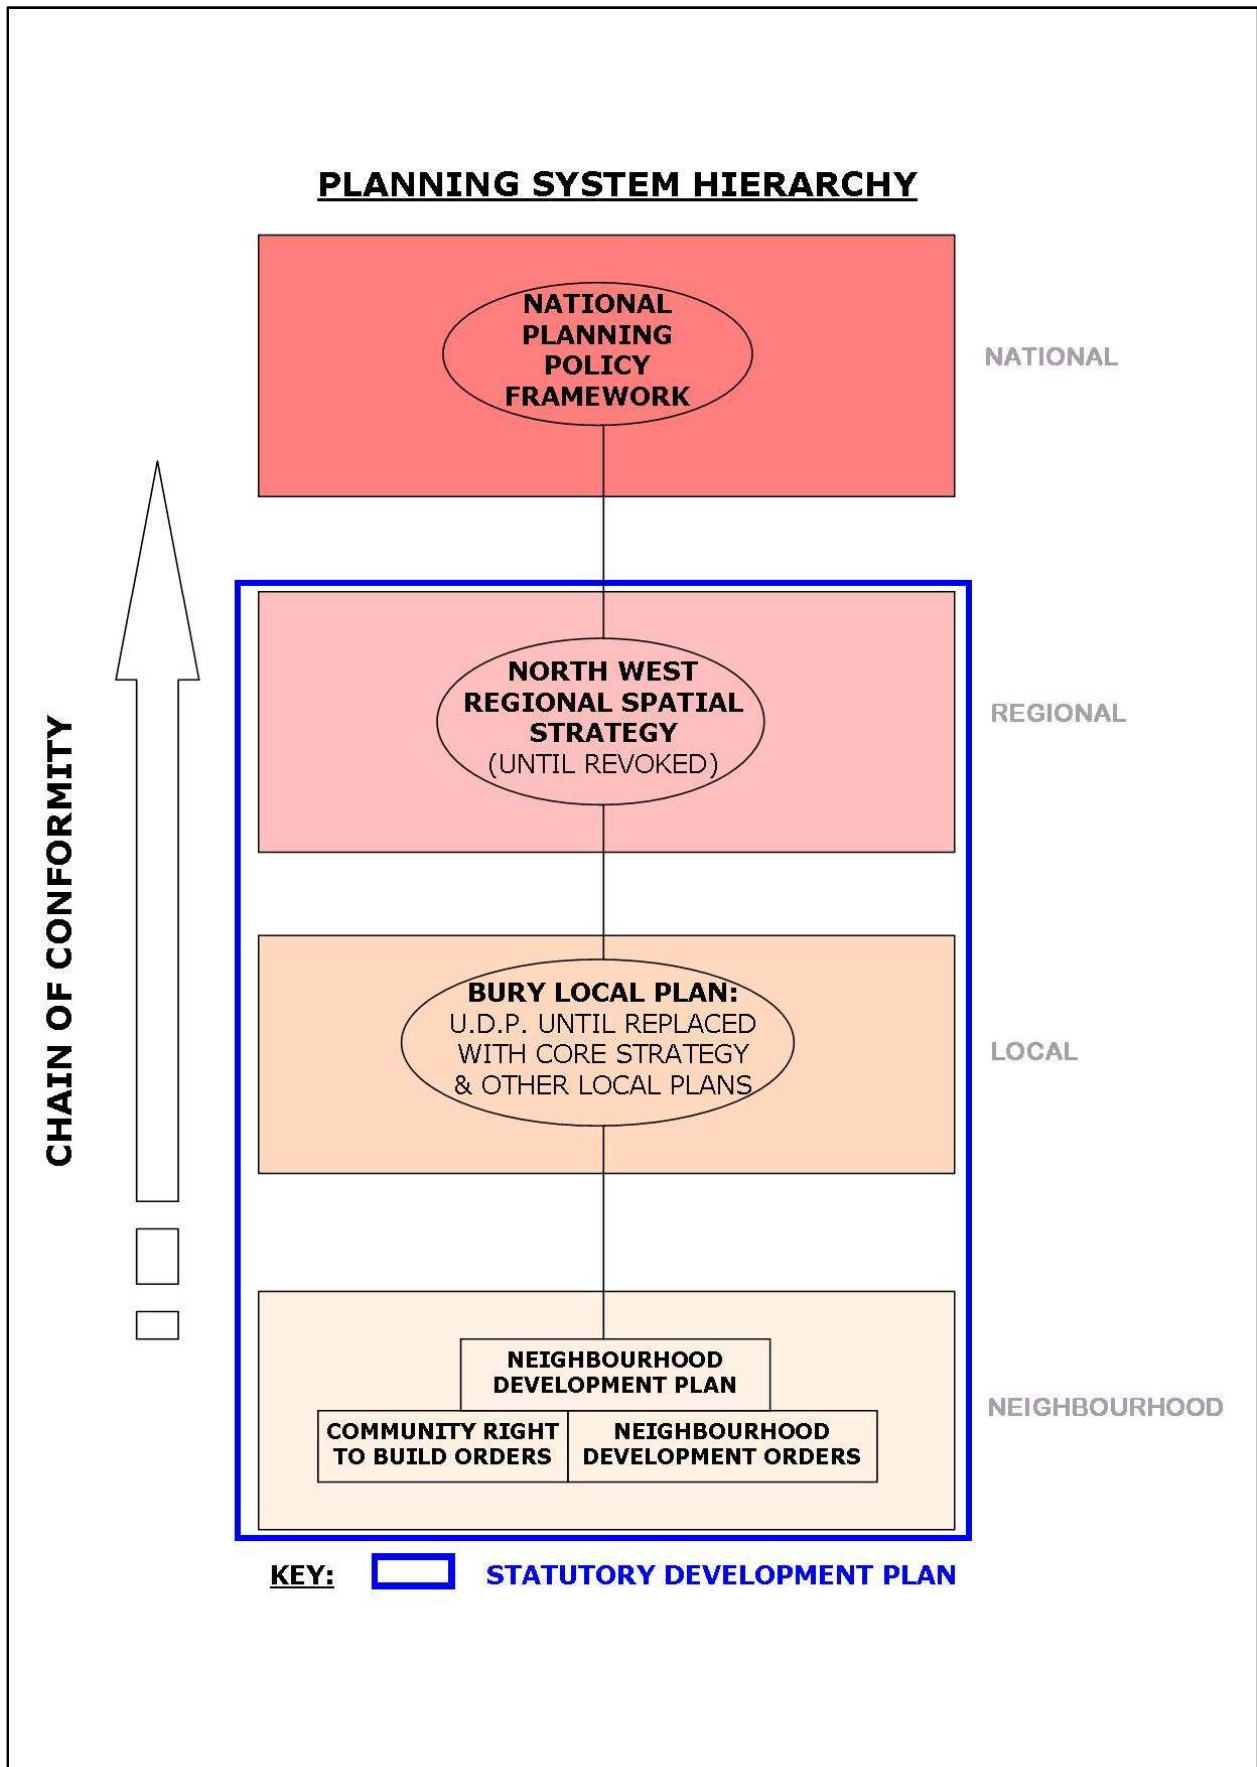 PLANNING SYSTEM HIERARCHY
NATIONAL
PLANNING
POLICY
FRAMEWORK
NATIONAL
NORTH WEST
REGIONAL SPATIAL
STRATEGY
(UNTIL REVOKED)
REGIONAL
CHAIN OF CONFORMITY
BURY LOCAL PLAN:
U.D.P. UNTIL REPLACED
WITH CORE STRATEGY
& OTHER LOCAL PLANS
LOCAL
NEIGHBOURHOOD
DEVELOPMENT PLAN
COMMUNITY RIGHT
TO BUILD ORDERS
NEIGHBOURHOOD
DEVELOPMENT ORDERS
NEIGHBOURHOOD
KEY:
STATUTORY DEVELOPMENT PLAN